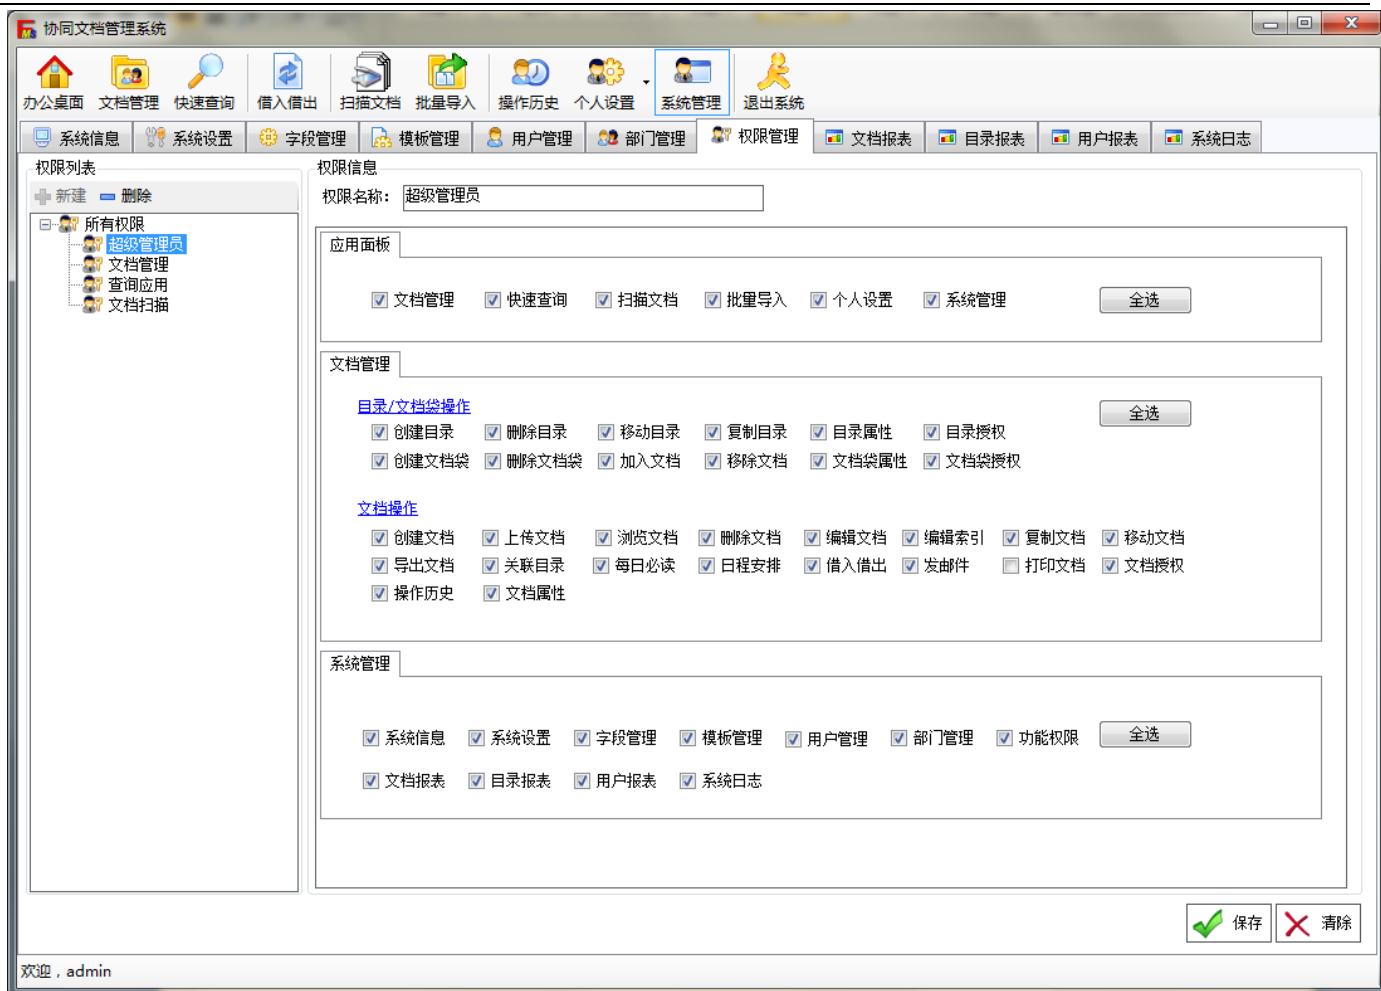 协同文档管理系统
办公桌面 文档管理 快速查询 借入借出 扫描文档 批量导入 操作历史 个人设置 系统管理 退出系统
系统信息 系统设置 字段管理 模板管理 用户管理 部门管理 权限管理 文档报表 目录报表 用户报表 系统日志
权限列表
新建 删除
所有权限
超级管理员
文档管理
查询应用
文档扫描
权限信息
权限名称： 超级管理员
应用面板
文档管理 快速查询 扫描文档 批里导入 个人设置 系统管理 全选
文档管理
目录/文档袋操作 全选
创建目录 删除目录 移动目录 复制目录 目录属性 目录授权
创建文档袋 删除文档袋 加入文档 移除文档 文档袋属性 文档袋授权
文档操作
创建文档 上传文档 浏览文档 删除文档 编辑文档 编辑索引 复制文档 移动文档
导出文档 关联目录 每日必读 日程安排 借入借出 发邮件 打印文档 文档授权
操作历史 文档属性
系统管理
系统信息 系统设置 字段管理 模板管理 用户管理 部门管理 功能权限 全选
文档报表 目录报表 用户报表 系统日志
保存 清除
欢迎，admin